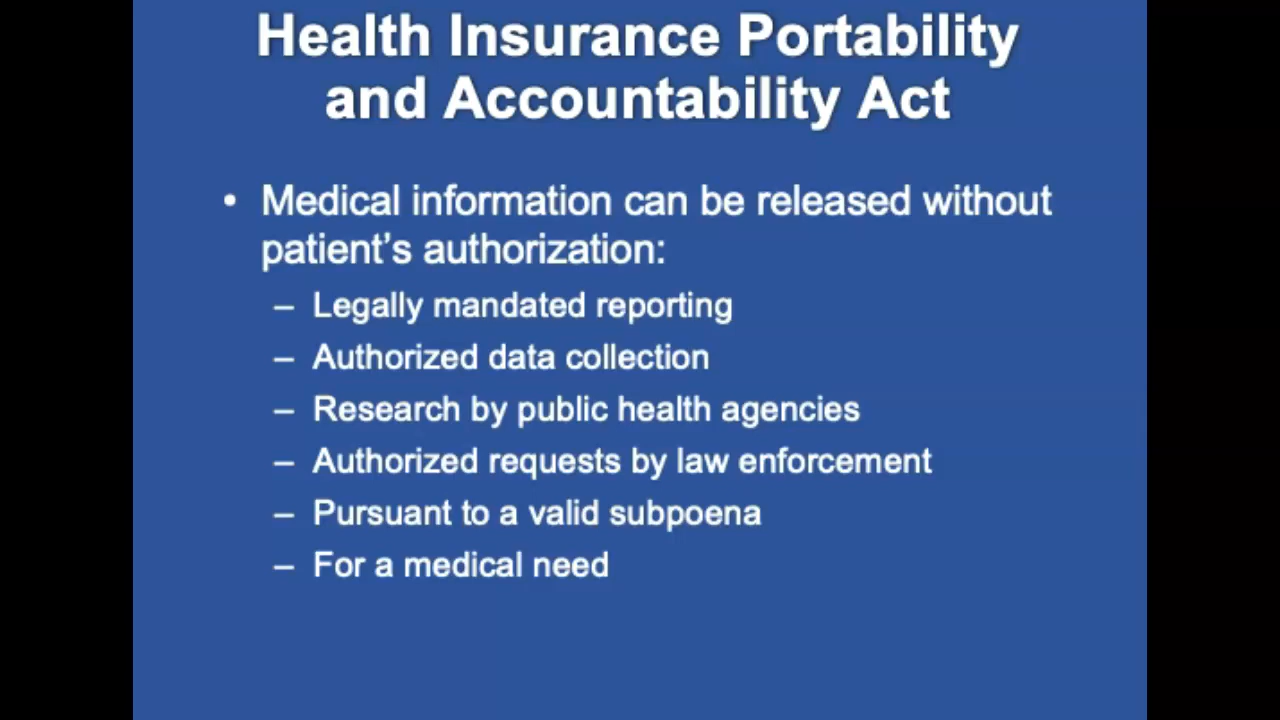 Health Insurance Portability
and Accountability Act
• Medical information can be released without
patient's authorization:
– Legally mandated reporting
– Authorized data collection
– Research by public health agencies
– Authorized requests by law enforcement
– Pursuant to a valid subpoena
– For a medical need